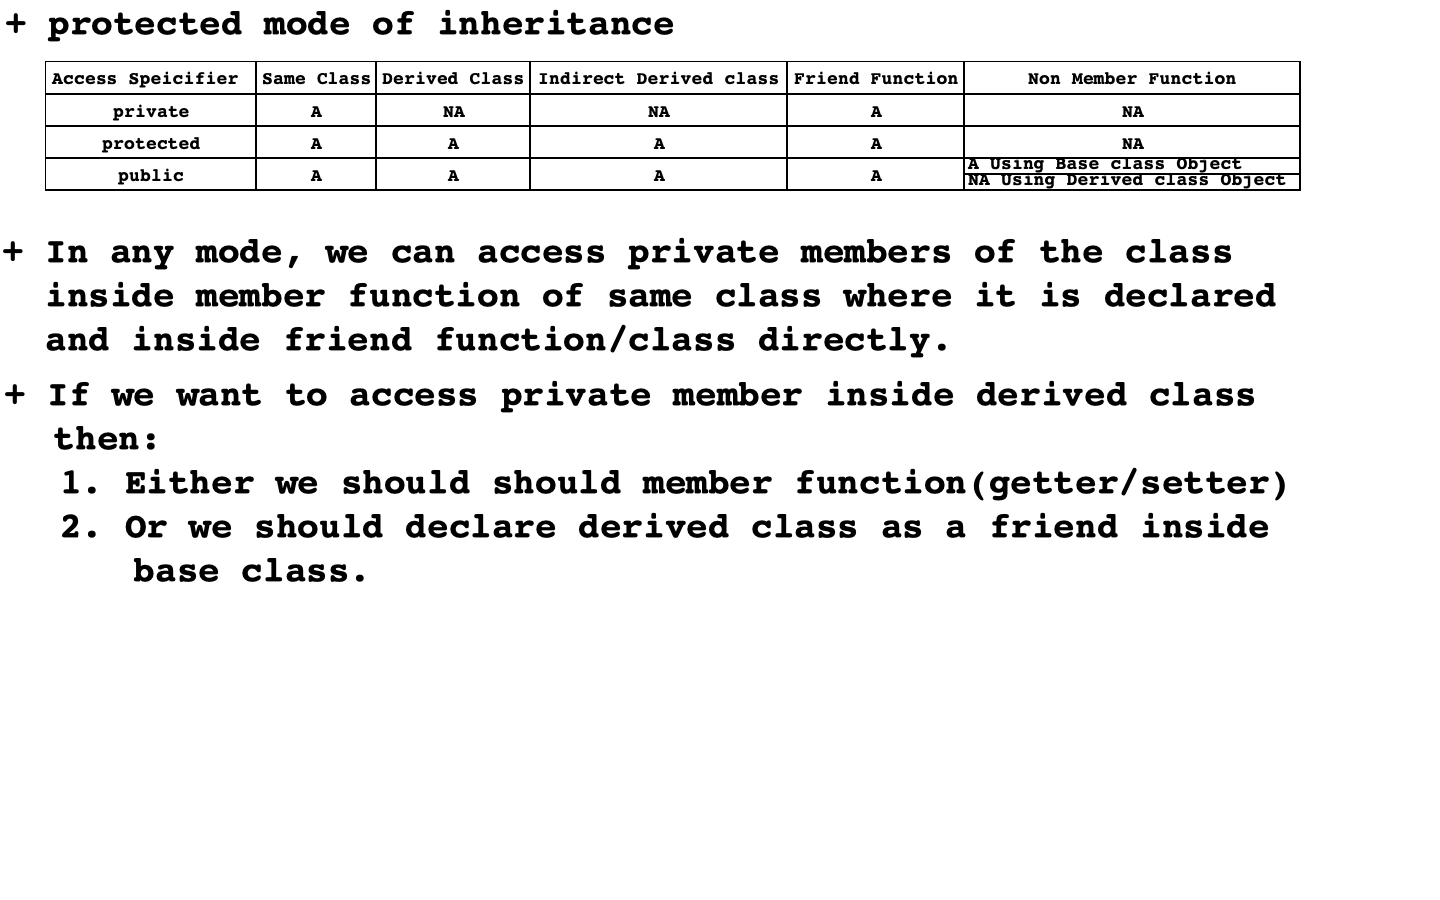 + protected mode of inheritance
Access Speicifier Same Class Derived Class Indirect Derived class Friend Function Non Member Function
private A NA NA A NA
protected A A A A NA
public A A A A A Using Base class Object
NA Using Derived class Object
+ In any mode, we can access private members of the class
inside member function of same class where it is declared
and inside friend function/class directly.
+ If we want to access private member inside derived class
then:
1. Either we should should member function(getter/setter)
2. Or we should declare derived class as a friend inside
base class.